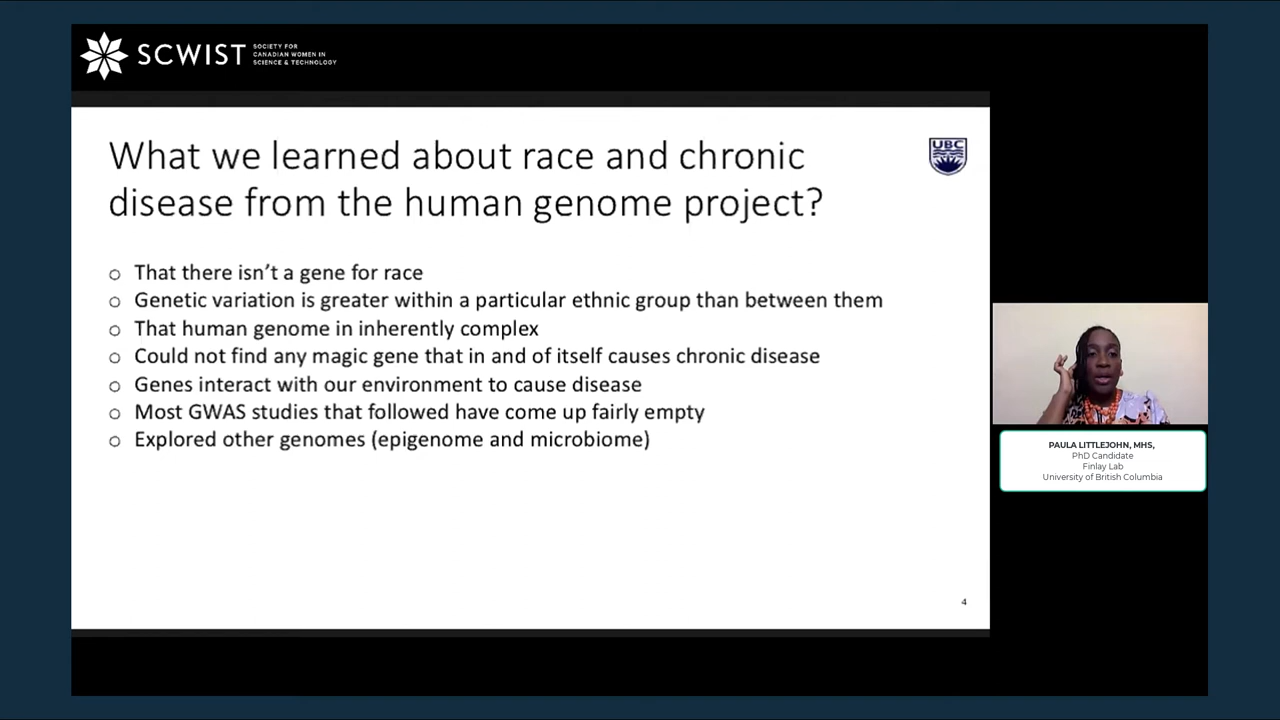 SCWIST
SOCIETY FOR
CANADIAN WOMEN IN
SCIENCE & TECHNOLOGY
What we learned about race and chronic
disease from the human genome project?
UBC
○ That there isn't a gene for race
○ Genetic variation is greater within a particular ethnic group than between them
○ That human genome in inherently complex
○ Could not find any magic gene that in and of itself causes chronic disease
○ Genes interact with our environment to cause disease
○ Most GWAS studies that followed have come up fairly empty
○ Explored other genomes (epigenome and microbiome)
4
PAULA LITTLEJOHN, MHS,
PhD Candidate
Finlay Lab
University of British Columbia